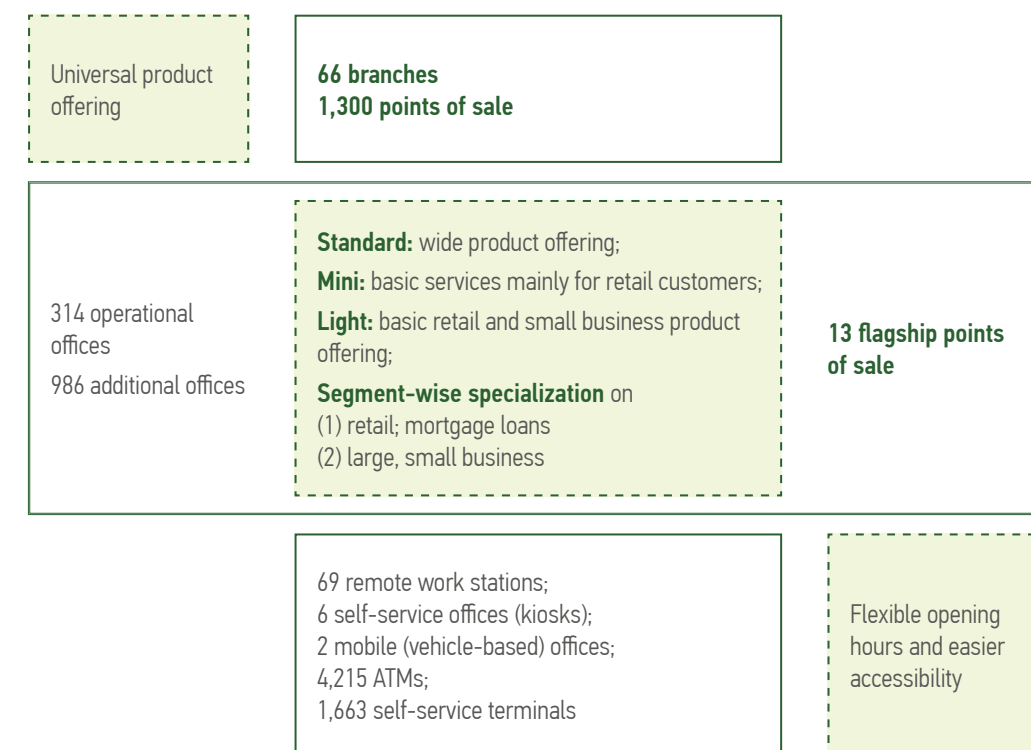 Universal product
offering
66 branches
1,300 points of sale
314 operational
offices
986 additional offices
Standard: wide product offering;
Mini: basic services mainly for retail customers;
Light: basic retail and small business product
offering;
Segment-wise specialization on
(1) retail; mortgage loans
(2) large, small business
13 flagship points
of sale
69 remote work stations;
6 self-service offices (kiosks);
2 mobile (vehicle-based) offices;
4,215 ATMs;
1,663 self-service terminals
Flexible opening
hours and easier
accessibility